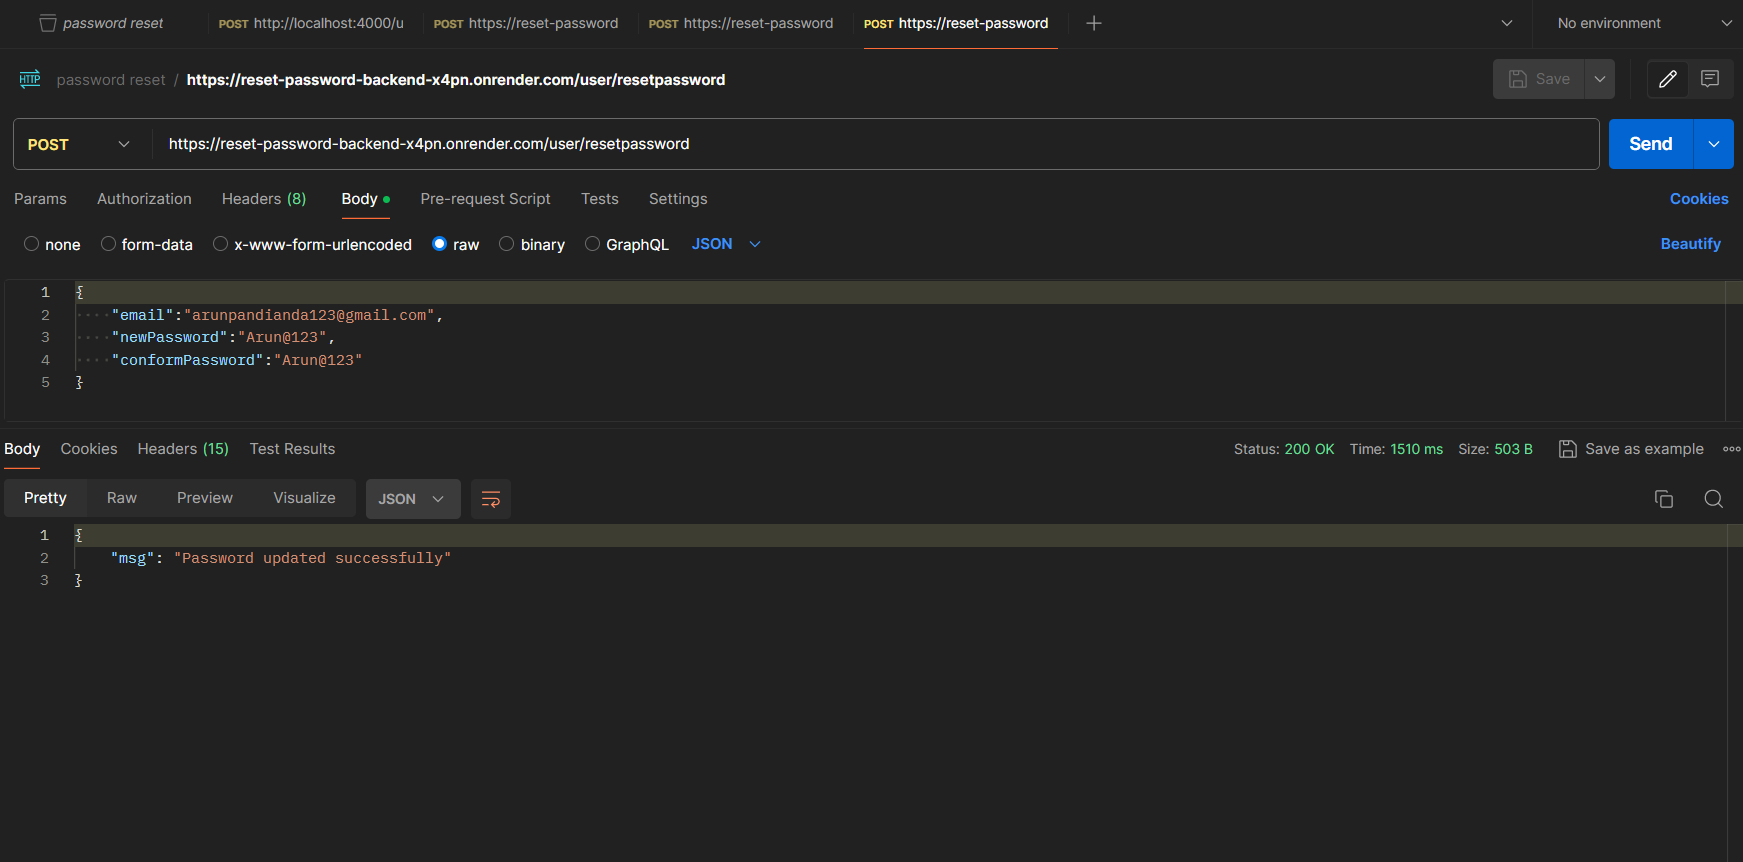 password reset
POST http://localhost:4000/u
POST https://reset-password
POST https://reset-password
POST https://reset-password
No environment
HTTP password reset / https://reset-password-backend-x4pn.onrender.com/user/resetpassword
Save
POST https://reset-password-backend-x4pn.onrender.com/user/resetpassword
Send
Params Authorization Headers (8) Body Pre-request Script Tests Settings Cookies
none form-data x-www-form-urlencoded raw binary GraphQL JSON Beautify
1 {
2 "email":"arunpandianda123@gmail.com",
3 "newPassword":"Arun@123",
4 "conformPassword":"Arun@123"
5 }
Body Cookies Headers (15) Test Results Status: 200 OK Time: 1510 ms Size: 503 B Save as example
Pretty Raw Preview Visualize JSON
1 {
2 "msg": "Password updated successfully"
3 }